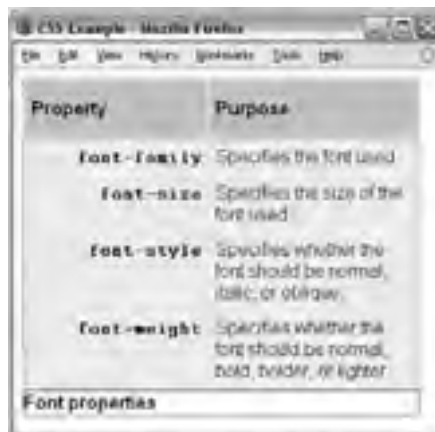 CSS Example - Mozilla Firefox
File Edit View History Bookmarks Tools Help
Property Purpose
font-family Specifies the font used
font-size Specifies the size of the
font used
font-style Specifies whether the
font should be normal,
italic, or oblique
font-weight Specifies whether the
font should be normal,
bold, bolder, or lighter
Font properties